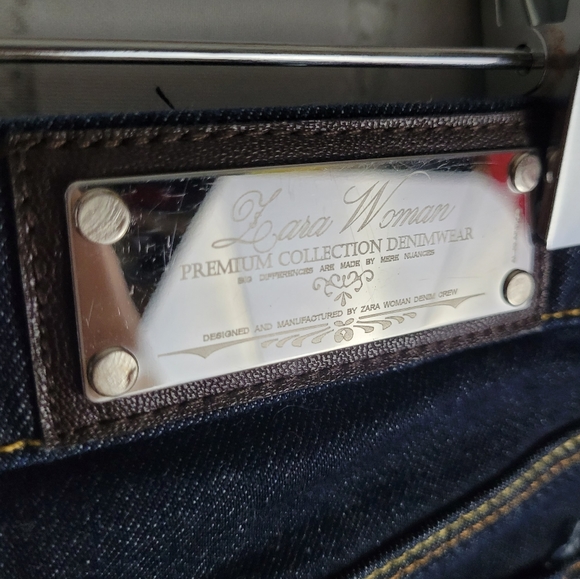 Zara Woman
PREMIUM COLLECTION DENIMWEAR
BIG DIFFERENCES ARE MADE BY MERE NUANCES
DESIGNED AND MANUFACTURED BY ZARA WOMAN DENIM CREW